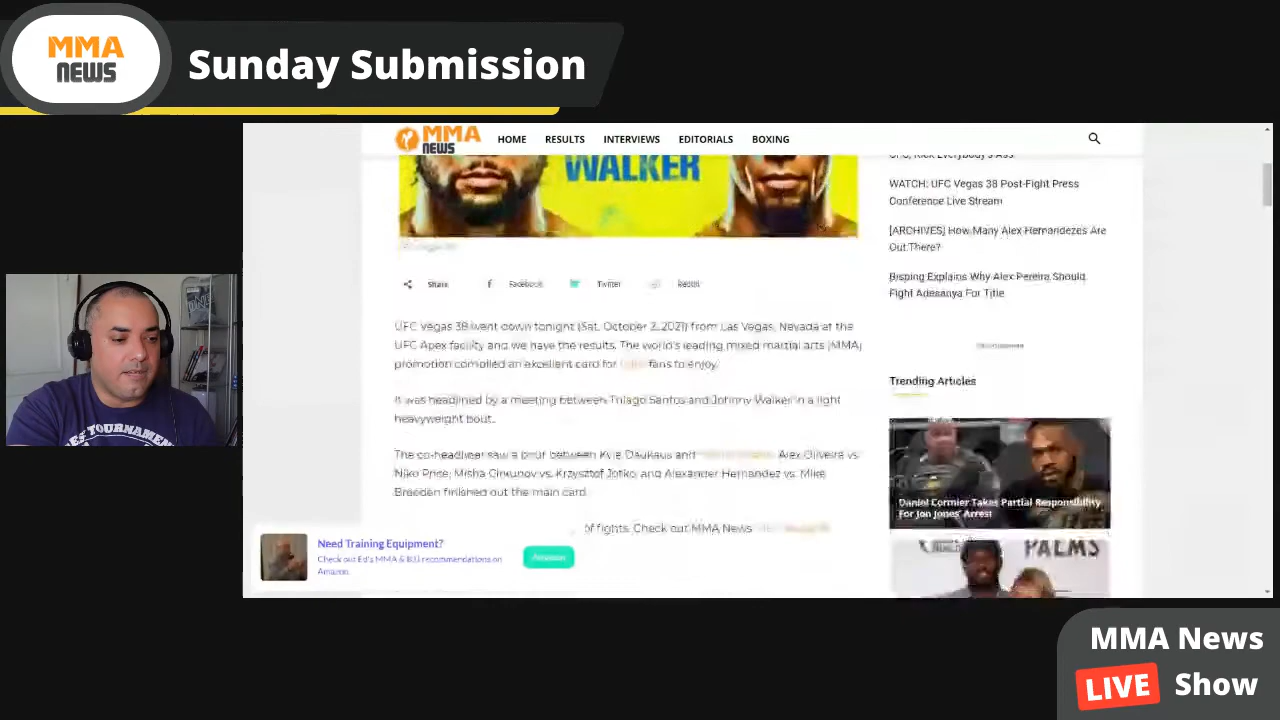 MMA
NEWS
Sunday Submission
MMA
NEWS
HOME RESULTS INTERVIEWS EDITORIALS BOXING
UFC, Kick Everybody's Ass
WALKER
WATCH: UFC Vegas 38 Post-Fight Press
Conference Live Stream
[ARCHIVES] How Many Alex Hernandezes Are
Out There?
Bisping Explains Why Alex Pereira Should
Fight Adesanya For Title
Share Facebook Twitter Reddit
UFC Vegas 38 went down tonight (Sat. October 2, 2021) from Las Vegas, Nevada at the
UFC Apex facility and we have the results. The world's leading mixed martial arts (MMA)
promotion compiled an excellent card for fans to enjoy.
Advertisement
Trending Articles
It was headlined by a meeting between Thiago Santos and Johnny Walker in a light
heavyweight bout.
The co-headliner saw a bout between Kyle Daukaus and Alex Oliveira vs.
Niko Price, Misha Cirkunov vs. Krzysztof Jotko, and Alexander Hernandez vs. Mike
Breeden finished out the main card.
Daniel Cormier Takes Partial Responsibility
For Jon Jones' Arrest
of fights. Check out MMA News
PALMS
Need Training Equipment?
Check out Ed's MMA & BJJ recommendations on
Amazon.
Amazon
TOURNAMEN
MMA News
LIVE Show